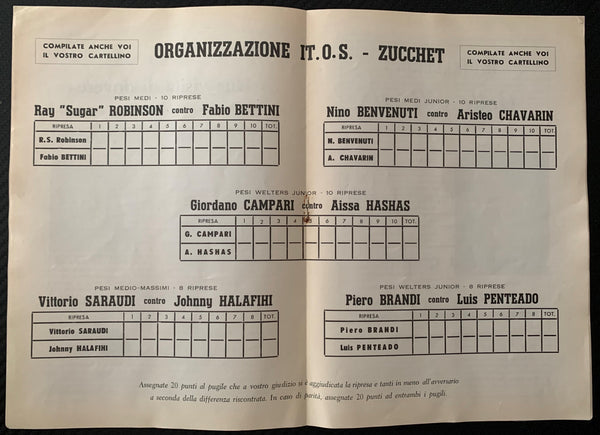 COMPILATE ANCHE VOI
IL VOSTRO CARTELLINO
ORGANIZZAZIONE IT.O.S. - ZUCCHET
COMPILATE ANCHE VOI
IL VOSTRO CARTELLINO
PESI MEDI - 10 RIPRESE
Ray "Sugar" ROBINSON contro Fabio BETTINI
RIPRESA 1 2 3 4 5 6 7 8 9 10 TOT.
R.S. Robinson
Fabio BETTINI
PESI MEDI JUNIOR - 10 RIPRESE
Nino BENVENUTI contro Aristeo CHAVARIN
RIPRESA 1 2 3 4 5 6 7 8 9 10 TOT.
N. BENVENUTI
A. CHAVARIN
PESI WELTERS JUNIOR - 10 RIPRESE
Giordano CAMPARI contro Aissa HASHAS
RIPRESA 1 2 3 4 5 6 7 8 9 10 TOT.
G. CAMPARI
A. HASHAS
PESI MEDIO-MASSIMI - 8 RIPRESE
Vittorio SARAUDI contro Johnny HALAFIHI
RIPRESA 1 2 3 4 5 6 7 8 TOT.
Vittorio SARAUDI
Johnny HALAFINI
PESI WELTERS JUNIOR - 8 RIPRESE
Piero BRANDI contro Luis PENTEADO
RIPRESA 1 2 3 4 5 6 7 8 TOT.
Piero BRANDI
Luis PENTEADO
Assegnate 20 punti al pugile che a vostro giudizio si è aggiudicata la ripresa e tanti in meno all'avversario
a seconda della differenza riscontrata. In caso di parità, assegnate 20 punti ad entrambi i pugili.